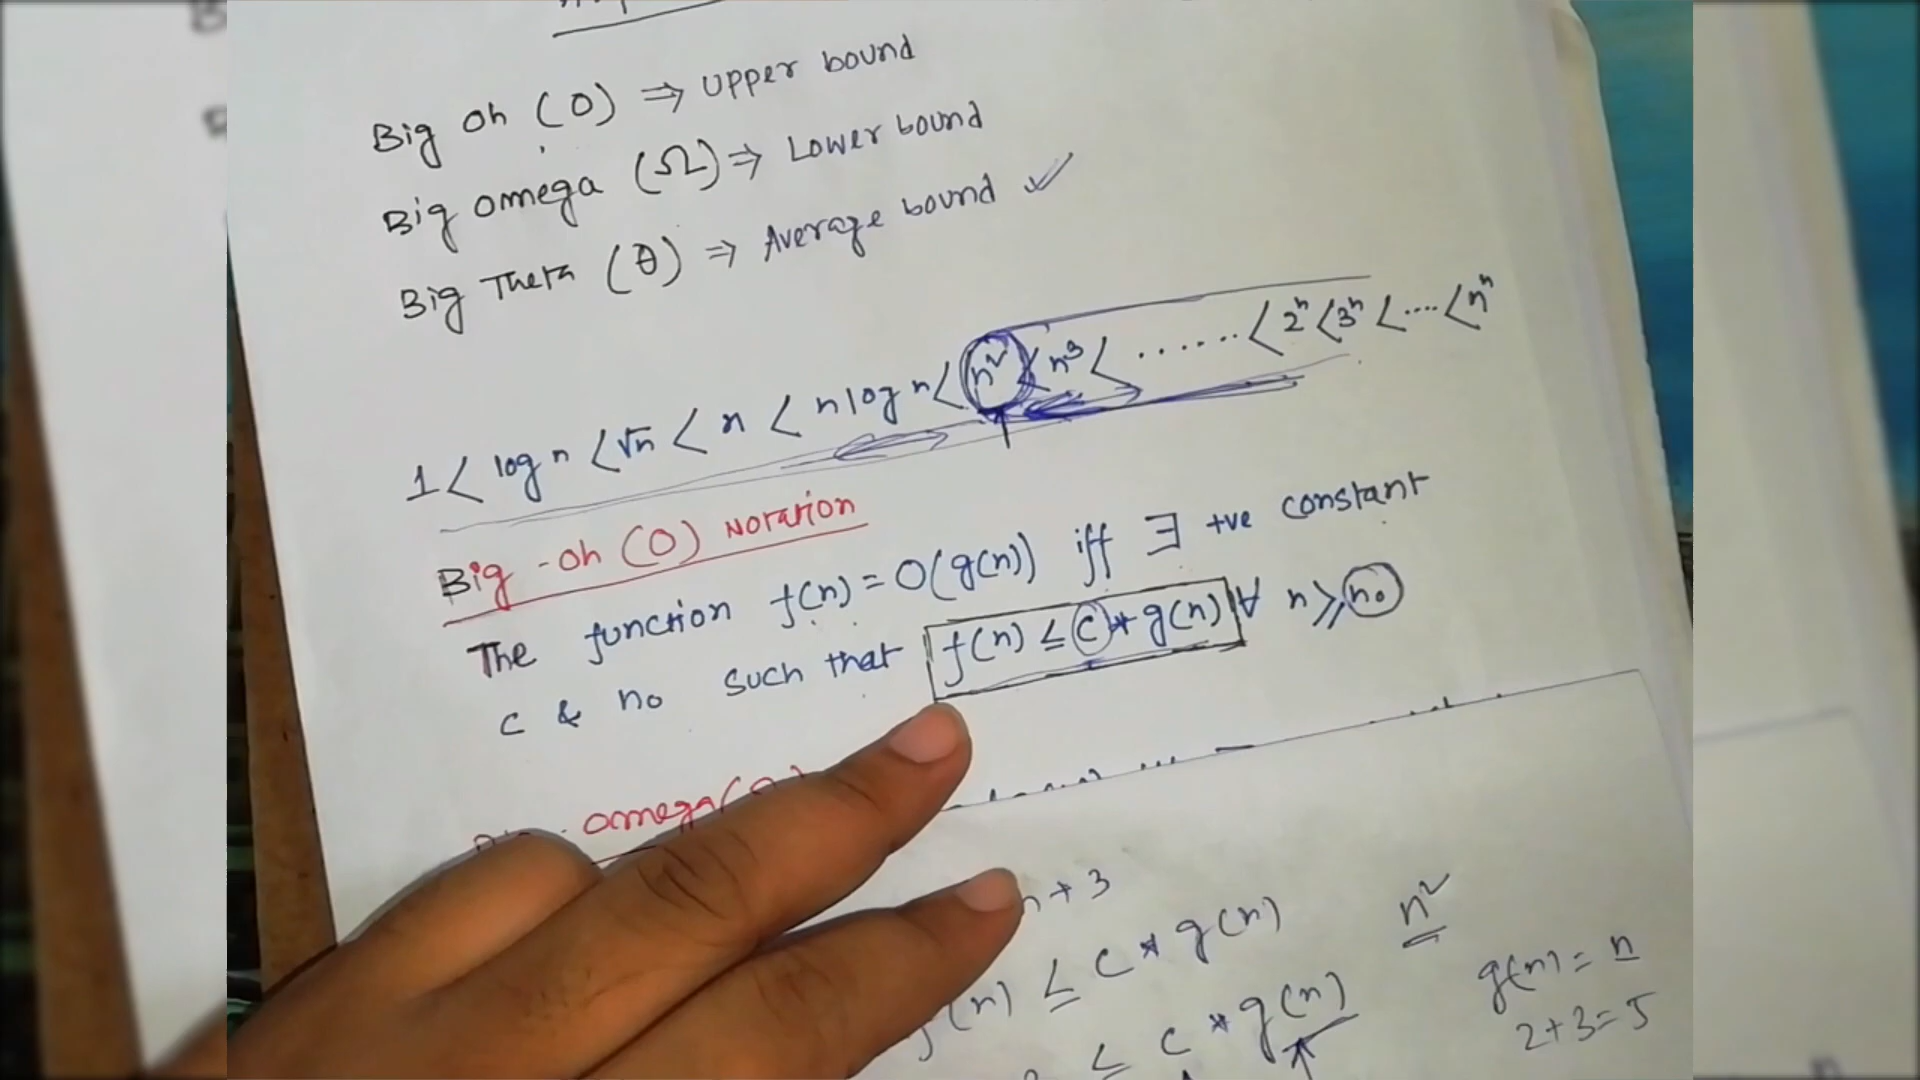 Big Oh (O) ⇒ Upper bound
Big omega (Ω) ⇒ Lower bound
Big Theta (θ) ⇒ Average bound ✓
1 < log n < √n < n < n log n < n² < n³ < ...... < 2ⁿ < 3ⁿ < .... < nⁿ
Big-Oh (O) Notation
The function f(n) = O(g(n)) iff ∃ +ve constant
c & n₀ such that f(n) ≤ c * g(n) ∀ n ≥ n₀
omega(
n + 3
f(n) ≤ c * g(n)
n²
≤ c * g(n)
g(n) = n
2+3=5